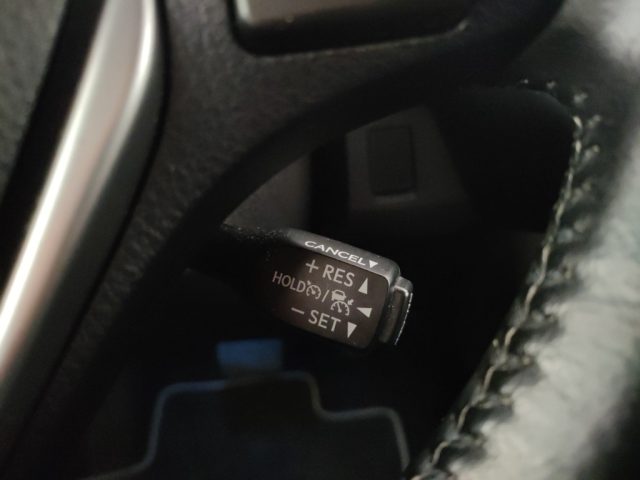 CANCEL▼
+ RES ▲
HOLD /
− SET ▼